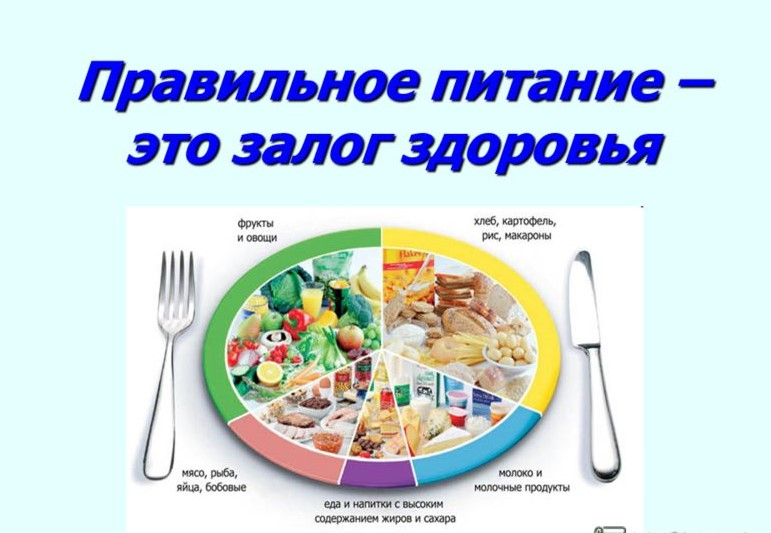 Правильное питание –
это залог здоровья
фрукты
и овощи
хлеб, картофель,
рис, макароны
мясо, рыба,
яйца, бобовые
молоко и
молочные продукты
еда и напитки с высоким
содержанием жиров и сахара